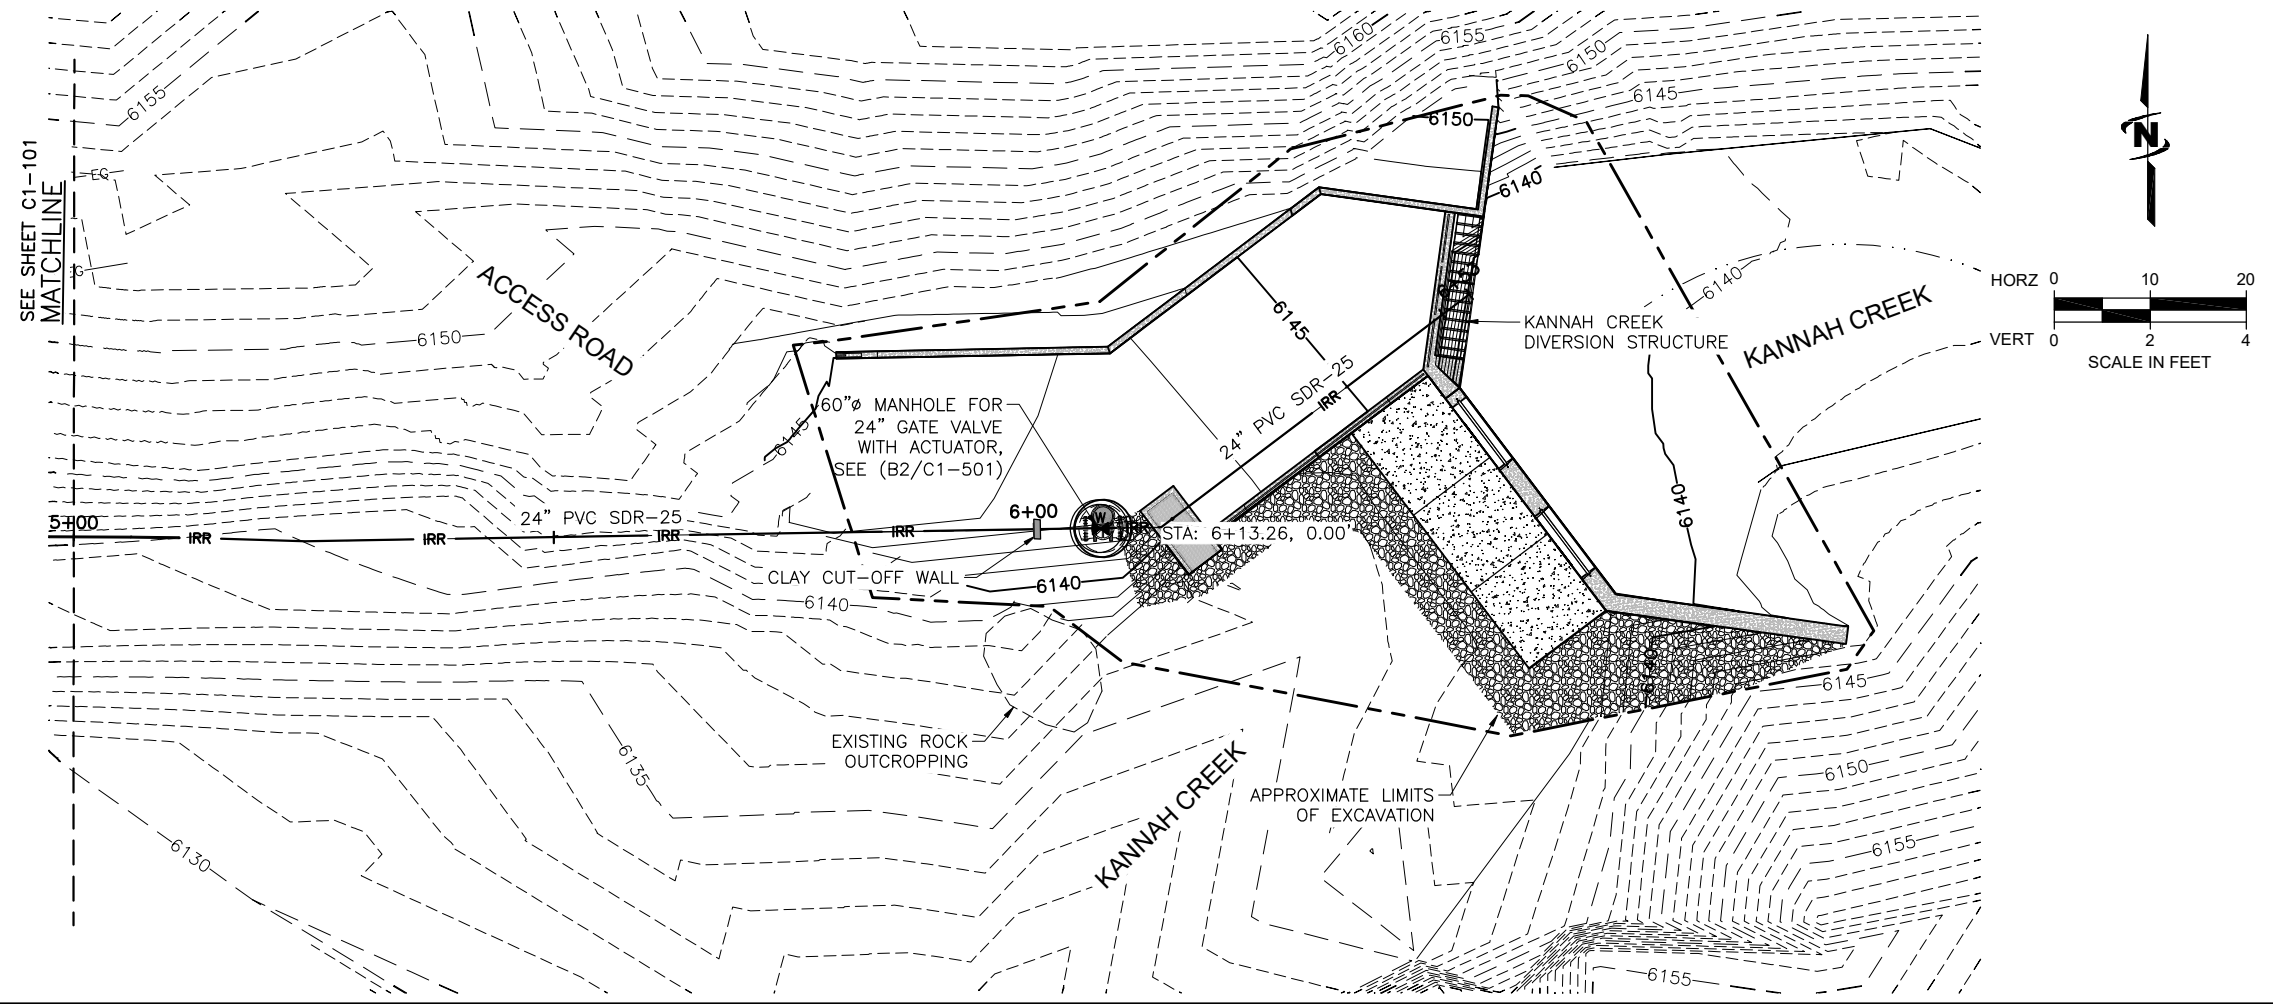 6160
6155
6150
6155
6145
6150
SEE SHEET C1-101
MATCHLINE
EG
N
6140
HORZ 0 10 20
VERT 0 2 4
SCALE IN FEET
ACCESS ROAD
6140
KANNAH CREEK
6145
KANNAH CREEK
DIVERSION STRUCTURE
6150
6145
60"ø MANHOLE FOR
24" GATE VALVE
WITH ACTUATOR,
SEE (B2/C1-501)
24" PVC SDR-25
IRR
6140
5+00
24" PVC SDR-25
6+00
W
IRR
IRR
IRR
IRR
IRR
STA: 6+13.26, 0.00'
CLAY CUT-OFF WALL
6140
6140
6140
6145
EXISTING ROCK
OUTCROPPING
6135
KANNAH CREEK
6150
APPROXIMATE LIMITS
OF EXCAVATION
6130
6155
6155